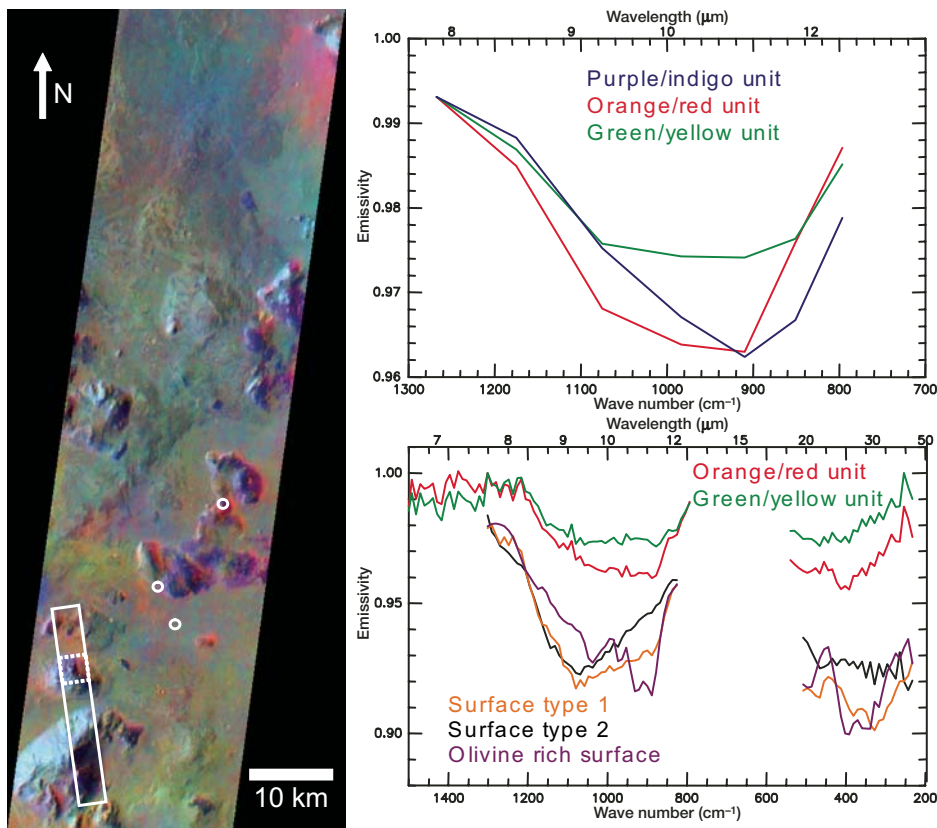 N
10 km
Wavelength (μm)
8 9 10 11 12
1.00
0.99
0.98
0.97
0.96
Emissivity
Purple/indigo unit
Orange/red unit
Green/yellow unit
1300 1200 1100 1000 900 800 700
Wave number (cm⁻¹)
Wavelength (μm)
7 8 9 10 11 12 15 20 30 50
1.00
0.95
0.90
Emissivity
Orange/red unit
Green/yellow unit
Surface type 1
Surface type 2
Olivine rich surface
1400 1200 1000 800 600 400 200
Wave number (cm⁻¹)